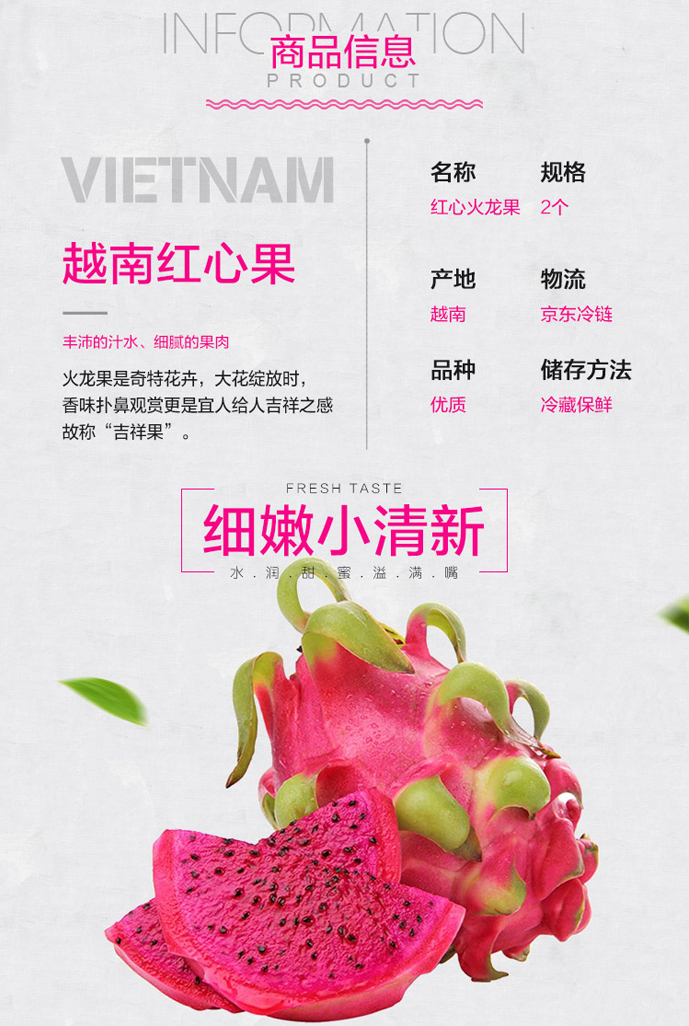 INFORMATION
商品信息
PRODUCT
VIETNAM
越南红心果
丰沛的汁水、细腻的果肉
火龙果是奇特花卉，大花绽放时，
香味扑鼻观赏更是宜人给人吉祥之感
故称“吉祥果”。
名称 规格
红心火龙果 2个
产地 物流
越南 京东冷链
品种 储存方法
优质 冷藏保鲜
FRESH TASTE
细嫩小清新
水.润.甜.蜜.溢.满.嘴